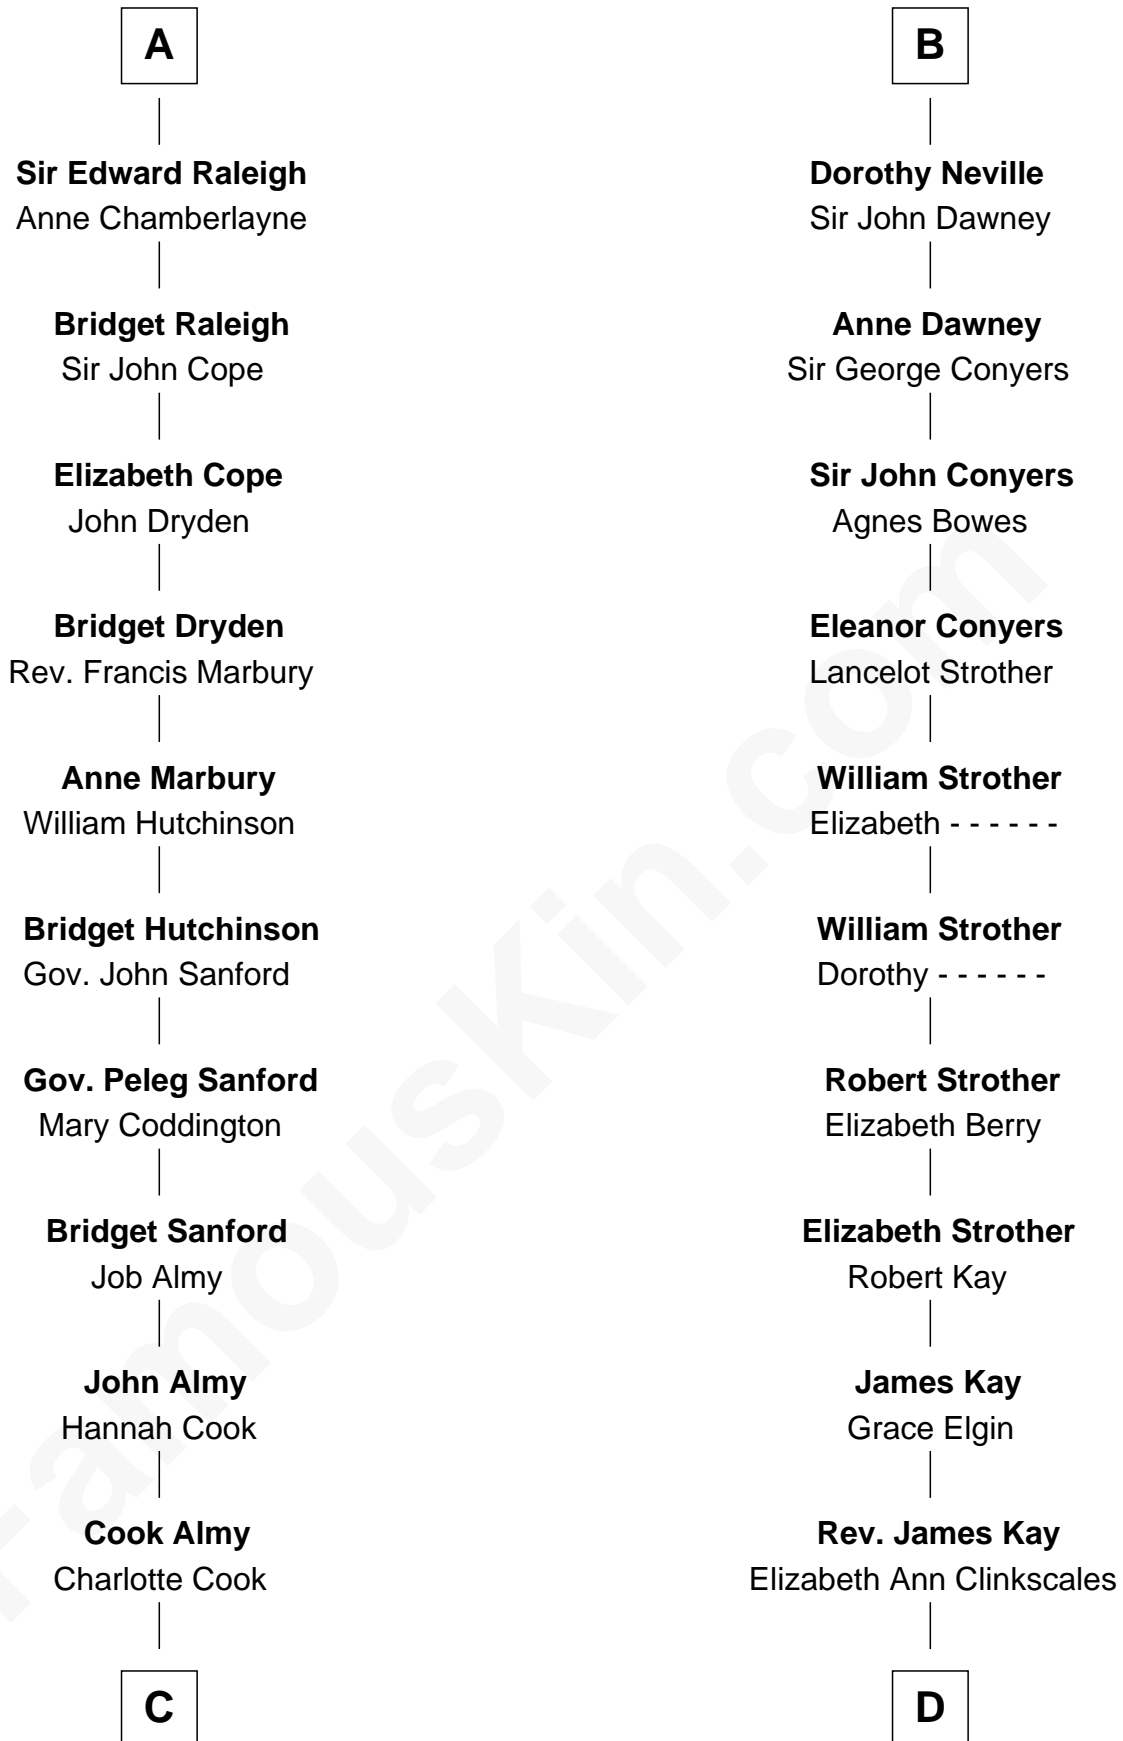 A
Sir Edward Raleigh
Anne Chamberlayne
Bridget Raleigh
Sir John Cope
Elizabeth Cope
John Dryden
Bridget Dryden
Rev. Francis Marbury
Anne Marbury
William Hutchinson
Bridget Hutchinson
Gov. John Sanford
Gov. Peleg Sanford
Mary Coddington
Bridget Sanford
Job Almy
John Almy
Hannah Cook
Cook Almy
Charlotte Cook
C
B
Dorothy Neville
Sir John Dawney
Anne Dawney
Sir George Conyers
Sir John Conyers
Agnes Bowes
Eleanor Conyers
Lancelot Strother
William Strother
Elizabeth - - - - - -
William Strother
Dorothy - - - - - -
Robert Strother
Elizabeth Berry
Elizabeth Strother
Robert Kay
James Kay
Grace Elgin
Rev. James Kay
Elizabeth Ann Clinkscales
D
FamousKin.com